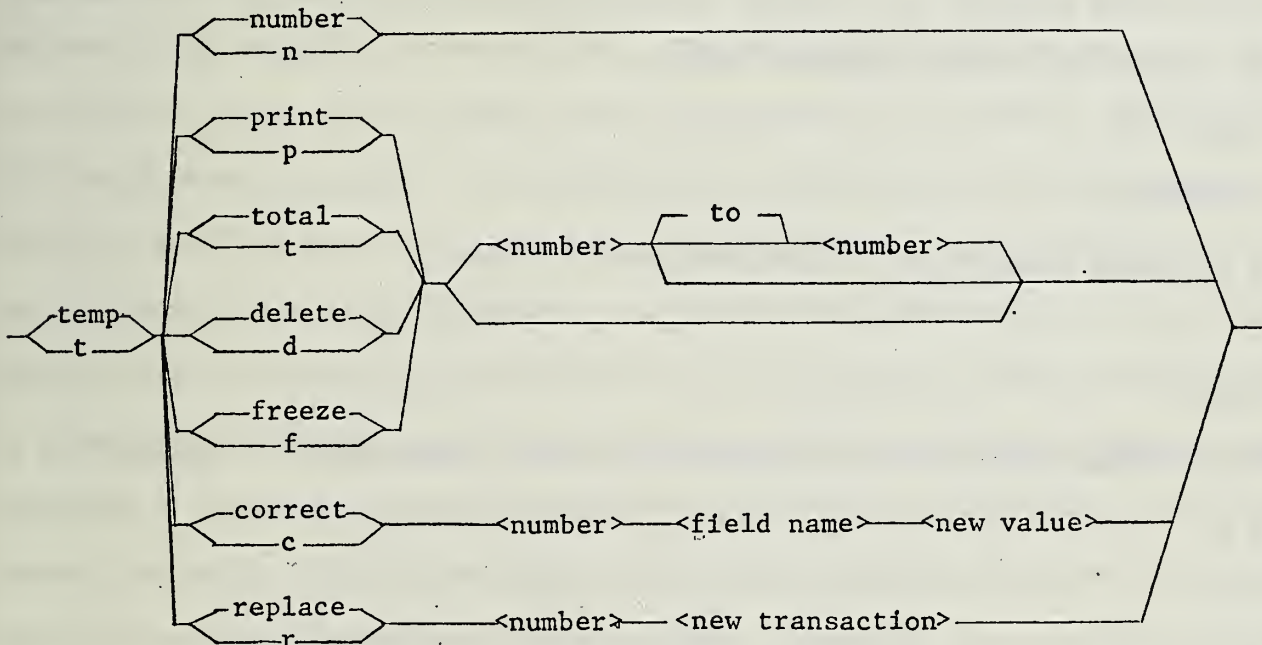 number
n
print
p
total
t
to
<number> <number>
temp
t
delete
d
freeze
f
correct <number> <field name> <new value>
c
replace <number> <new transaction>
r